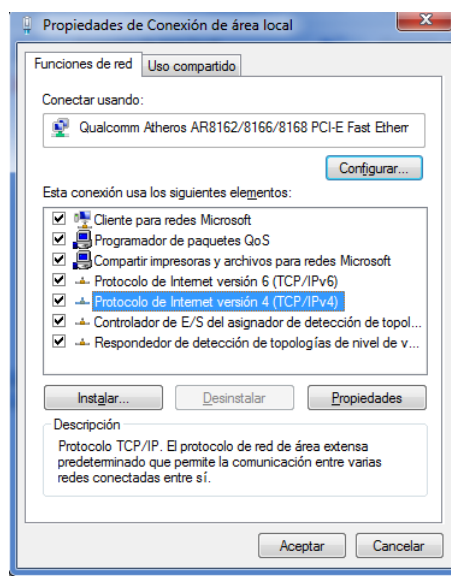 Propiedades de Conexión de área local
Funciones de red
Uso compartido
Conectar usando:
Qualcomm Atheros AR8162/8166/8168 PCI-E Fast Ethern
Configurar...
Esta conexión usa los siguientes elementos:
Cliente para redes Microsoft
Programador de paquetes QoS
Compartir impresoras y archivos para redes Microsoft
Protocolo de Internet versión 6 (TCP/IPv6)
Protocolo de Internet versión 4 (TCP/IPv4)
Controlador de E/S del asignador de detección de topol...
Respondedor de detección de topologías de nivel de v...
Instalar...
Desinstalar
Propiedades
Descripción
Protocolo TCP/IP. El protocolo de red de área extensa
predeterminado que permite la comunicación entre varias
redes conectadas entre sí.
Aceptar
Cancelar